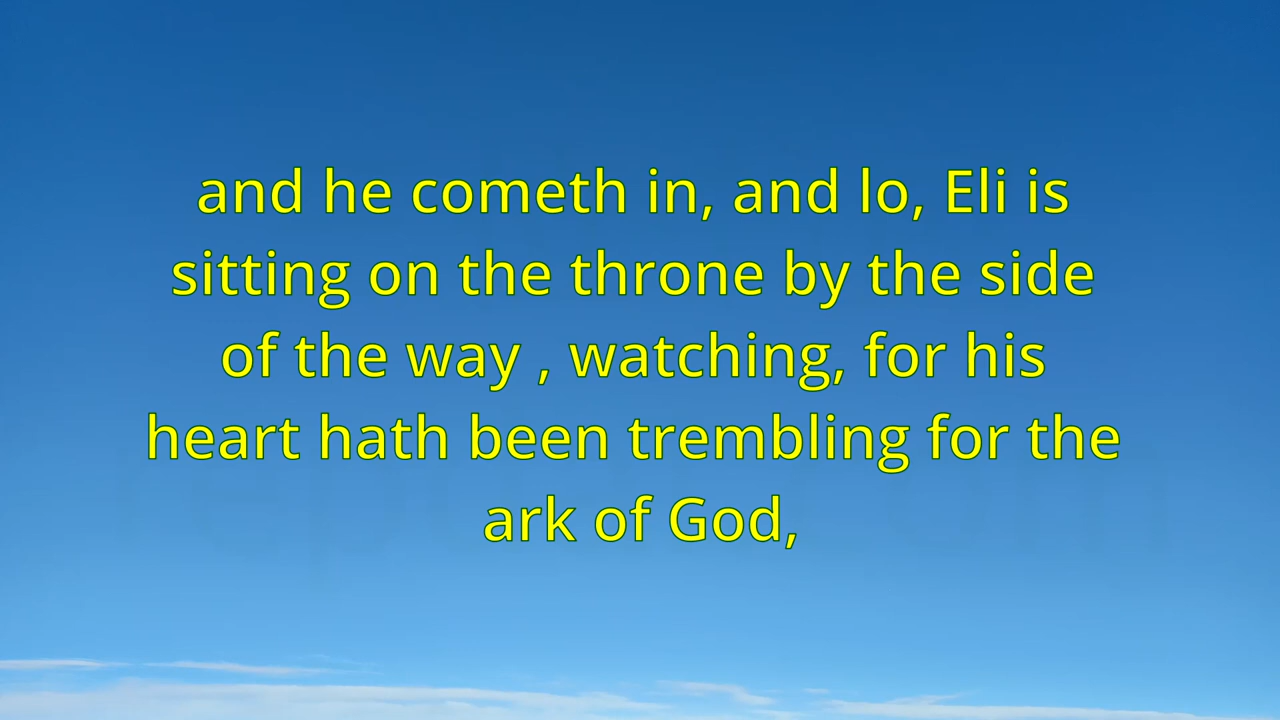 and he cometh in, and lo, Eli is
sitting on the throne by the side
of the way , watching, for his
heart hath been trembling for the
ark of God,